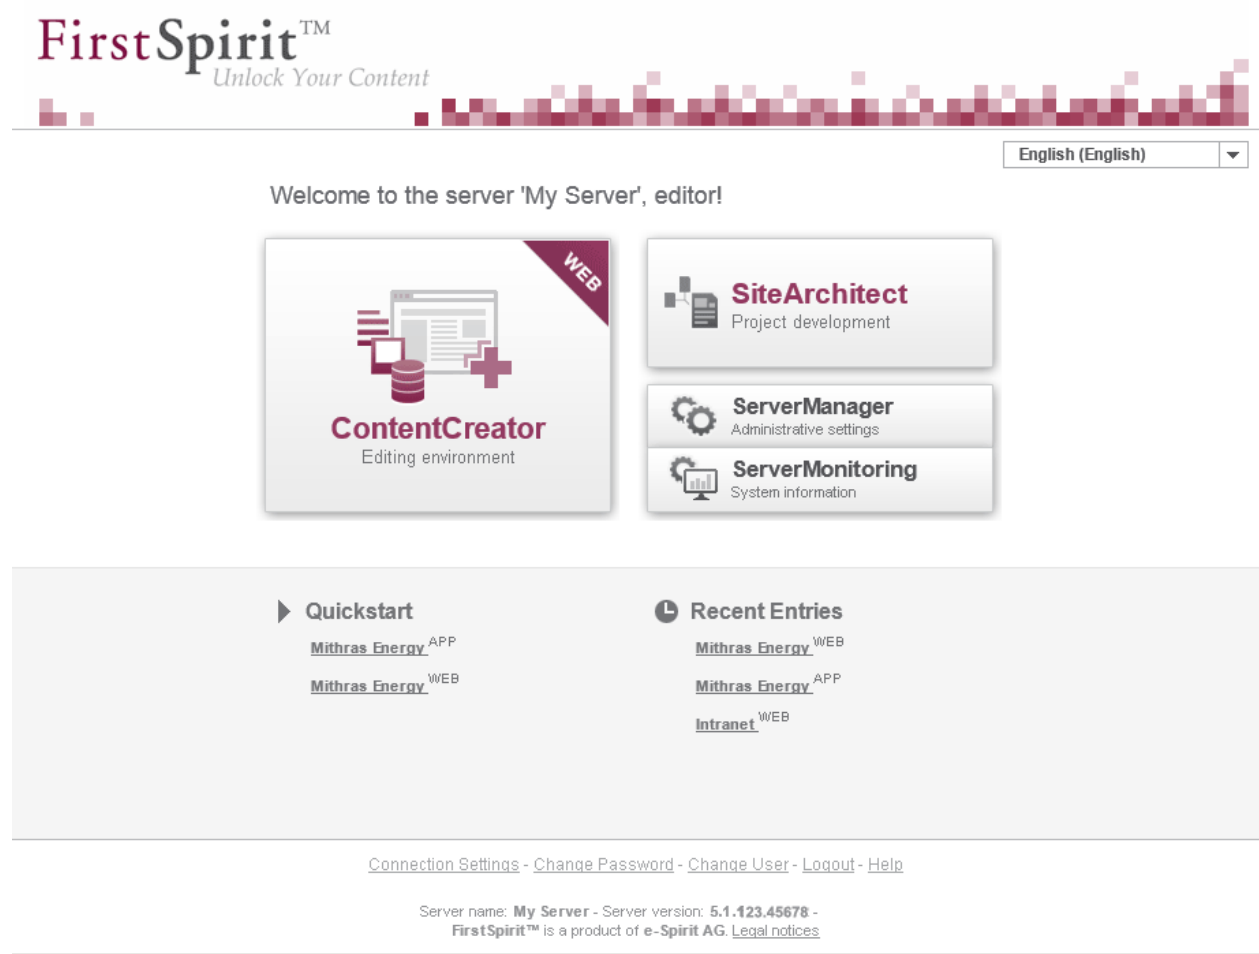 FirstSpirit™
Unlock Your Content
English (English)
Welcome to the server 'My Server', editor!
WEB
ContentCreator
Editing environment
SiteArchitect
Project development
ServerManager
Administrative settings
ServerMonitoring
System information
Quickstart
Mithras Energy APP
Mithras Energy WEB
Recent Entries
Mithras Energy WEB
Mithras Energy APP
Intranet WEB
Connection Settings - Change Password - Change User - Logout - Help
Server name: My Server - Server version: 5.1.123.45678 -
FirstSpirit™ is a product of e-Spirit AG. Legal notices